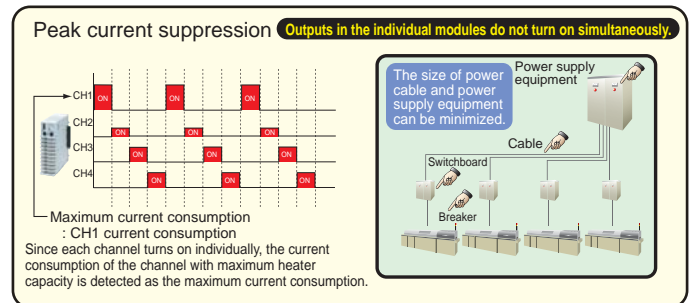 Peak current suppression
Outputs in the individual modules do not turn on simultaneously.
CH1
ON
ON
ON
CH2
ON
ON
ON
CH3
ON
ON
ON
CH4
ON
ON
ON
Maximum current consumption
: CH1 current consumption
Since each channel turns on individually, the current
consumption of the channel with maximum heater
capacity is detected as the maximum current consumption.
The size of power
cable and power
supply equipment
can be minimized.
Power supply
equipment
Cable
Switchboard
Breaker